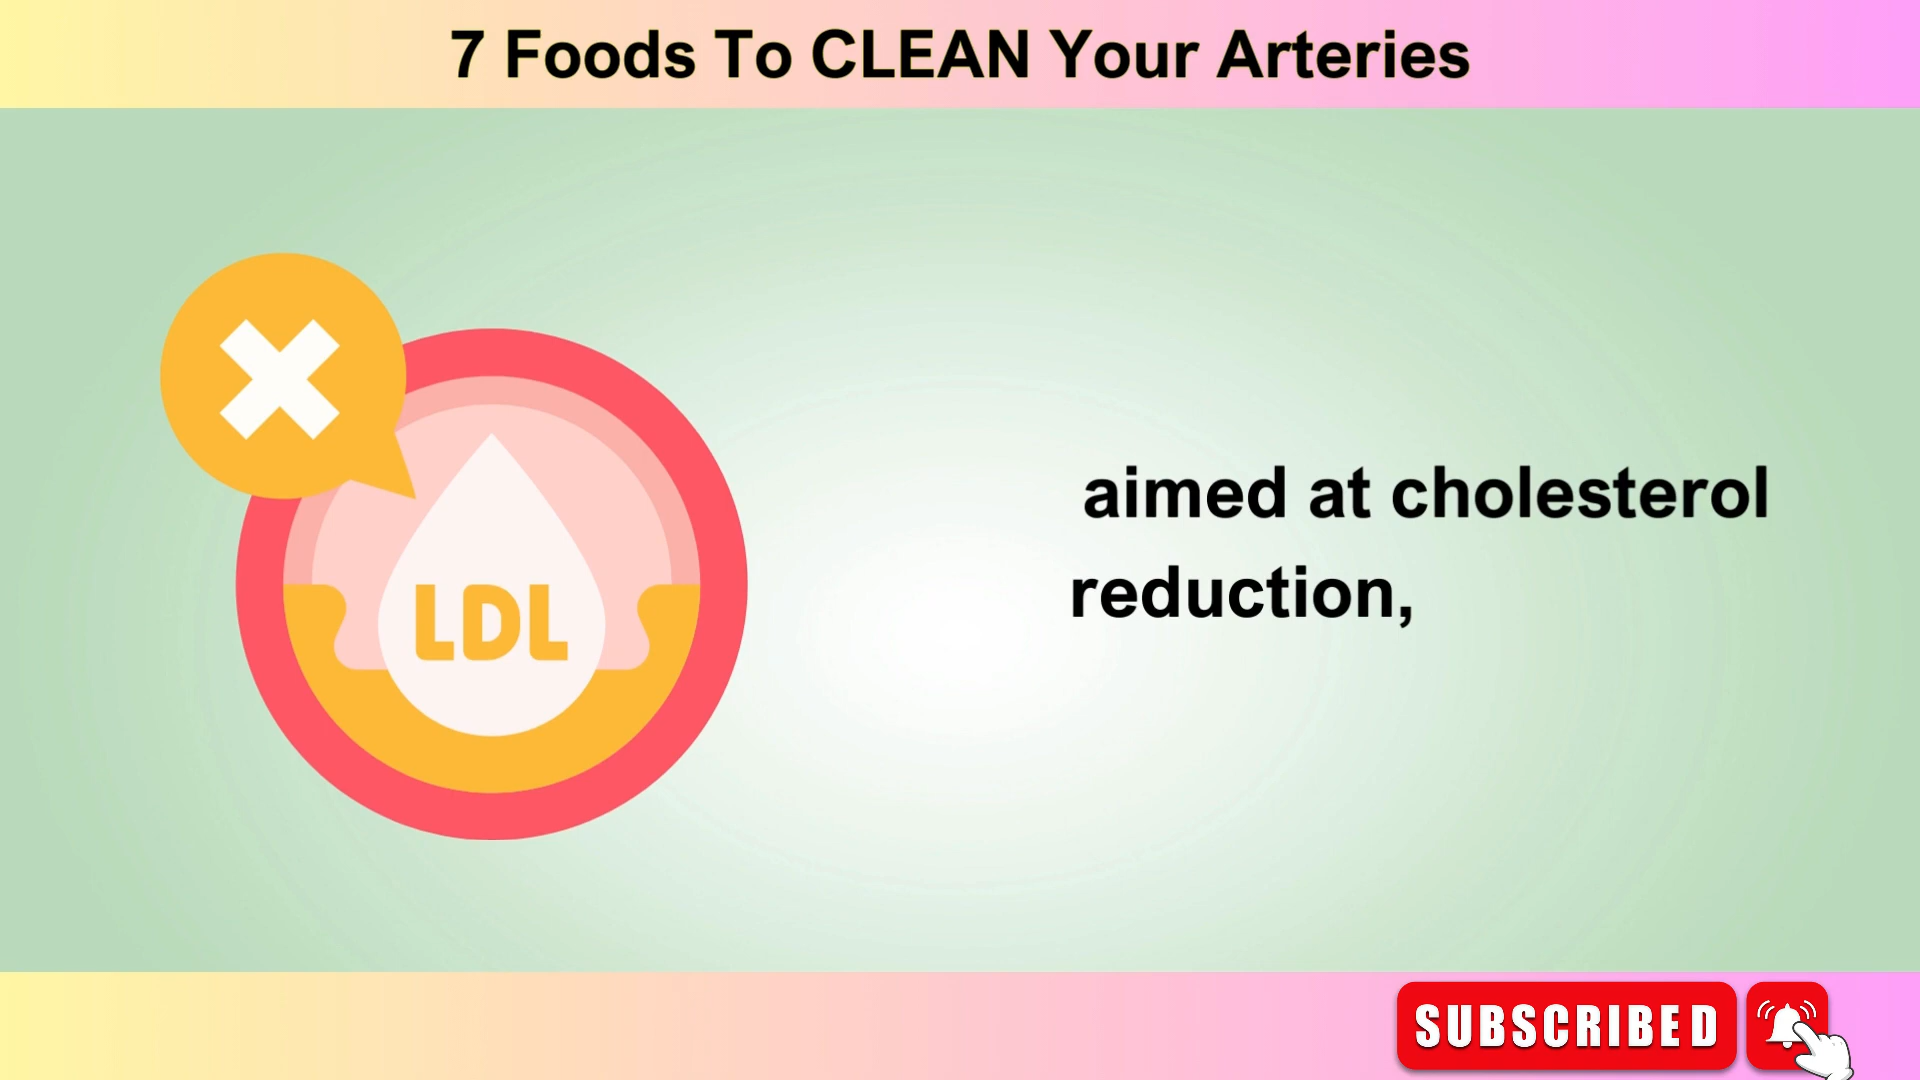 7 Foods To CLEAN Your Arteries
LDL
aimed at cholesterol
reduction,
SUBSCRIBED